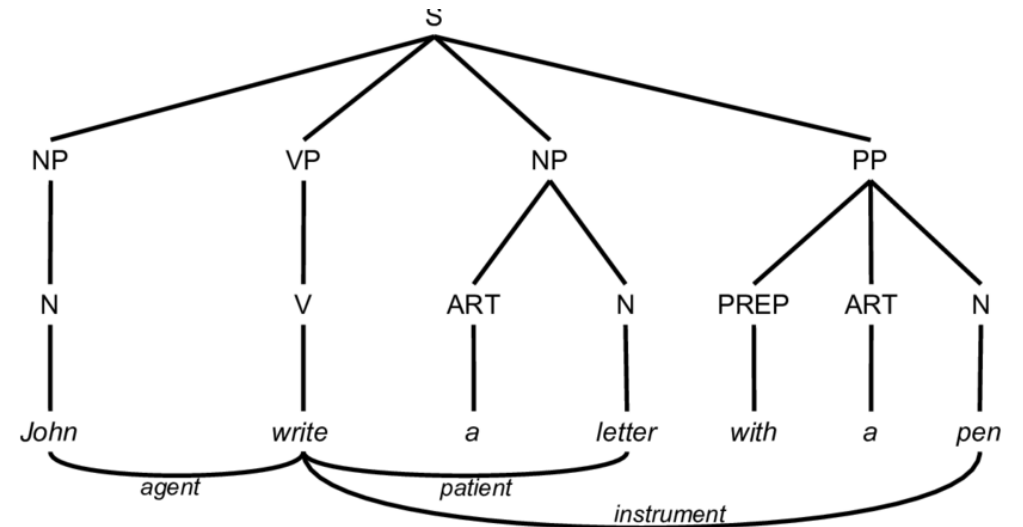 S
NP VP NP PP
N V ART N PREP ART N
John write a letter with a pen
agent patient
instrument